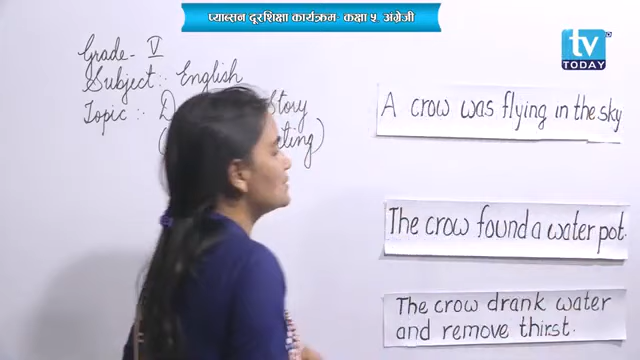 प्याब्सन दूरशिक्षा कार्यक्रमः कक्षा ५, अंग्रेजी
tv
TODAY
Grade- V
Subject:- English
Topic :- Story
A crow was flying in the sky
The crow found a water pot.
The crow drank water
and remove thirst.